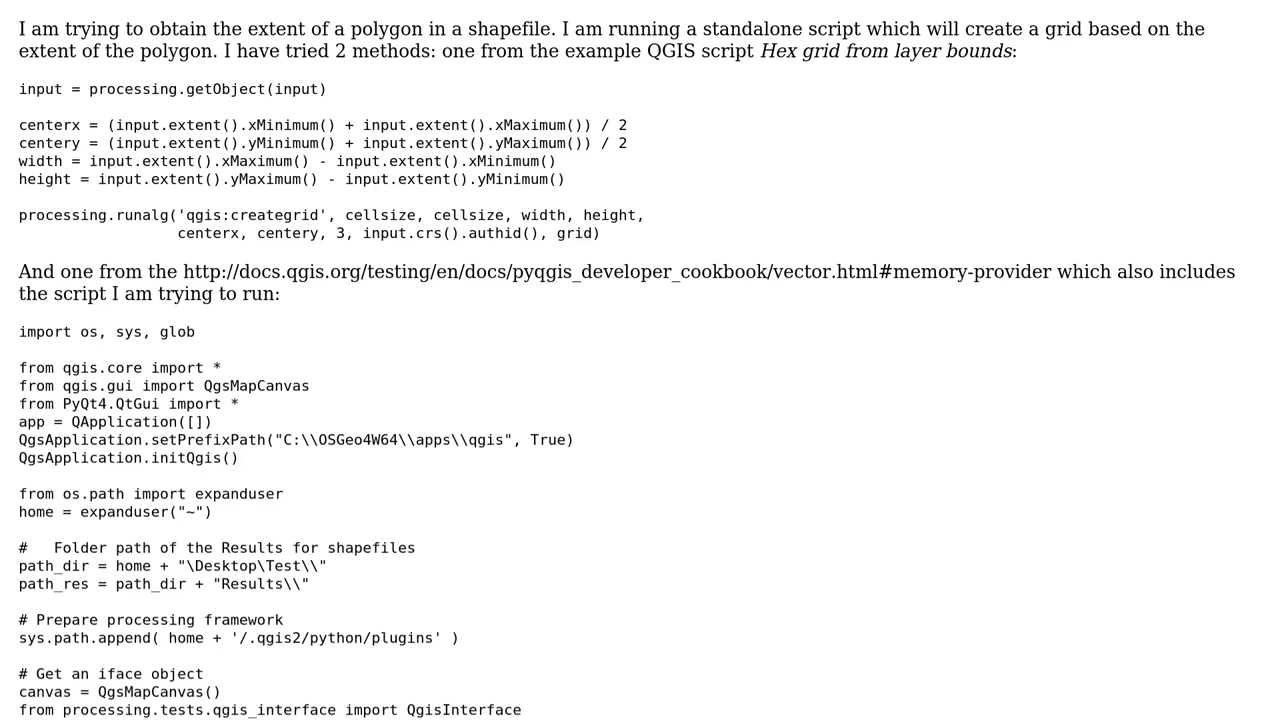 I am trying to obtain the extent of a polygon in a shapefile. I am running a standalone script which will create a grid based on the
extent of the polygon. I have tried 2 methods: one from the example QGIS script Hex grid from layer bounds:
input = processing.getObject(input)
centerx = (input.extent().xMinimum() + input.extent().xMaximum()) / 2
centery = (input.extent().yMinimum() + input.extent().yMaximum()) / 2
width = input.extent().xMaximum() - input.extent().xMinimum()
height = input.extent().yMaximum() - input.extent().yMinimum()
processing.runalg('qgis:creategrid', cellsize, cellsize, width, height,
                  centerx, centery, 3, input.crs().authid(), grid)
And one from the http://docs.qgis.org/testing/en/docs/pyqgis_developer_cookbook/vector.html#memory-provider which also includes
the script I am trying to run:
import os, sys, glob
from qgis.core import *
from qgis.gui import QgsMapCanvas
from PyQt4.QtGui import *
app = QApplication([])
QgsApplication.setPrefixPath("C:\\OSGeo4W64\\apps\\qgis", True)
QgsApplication.initQgis()
from os.path import expanduser
home = expanduser("~")
#   Folder path of the Results for shapefiles
path_dir = home + "\Desktop\Test\\"
path_res = path_dir + "Results\\"
# Prepare processing framework
sys.path.append( home + '/.qgis2/python/plugins' )
# Get an iface object
canvas = QgsMapCanvas()
from processing.tests.qgis_interface import QgisInterface